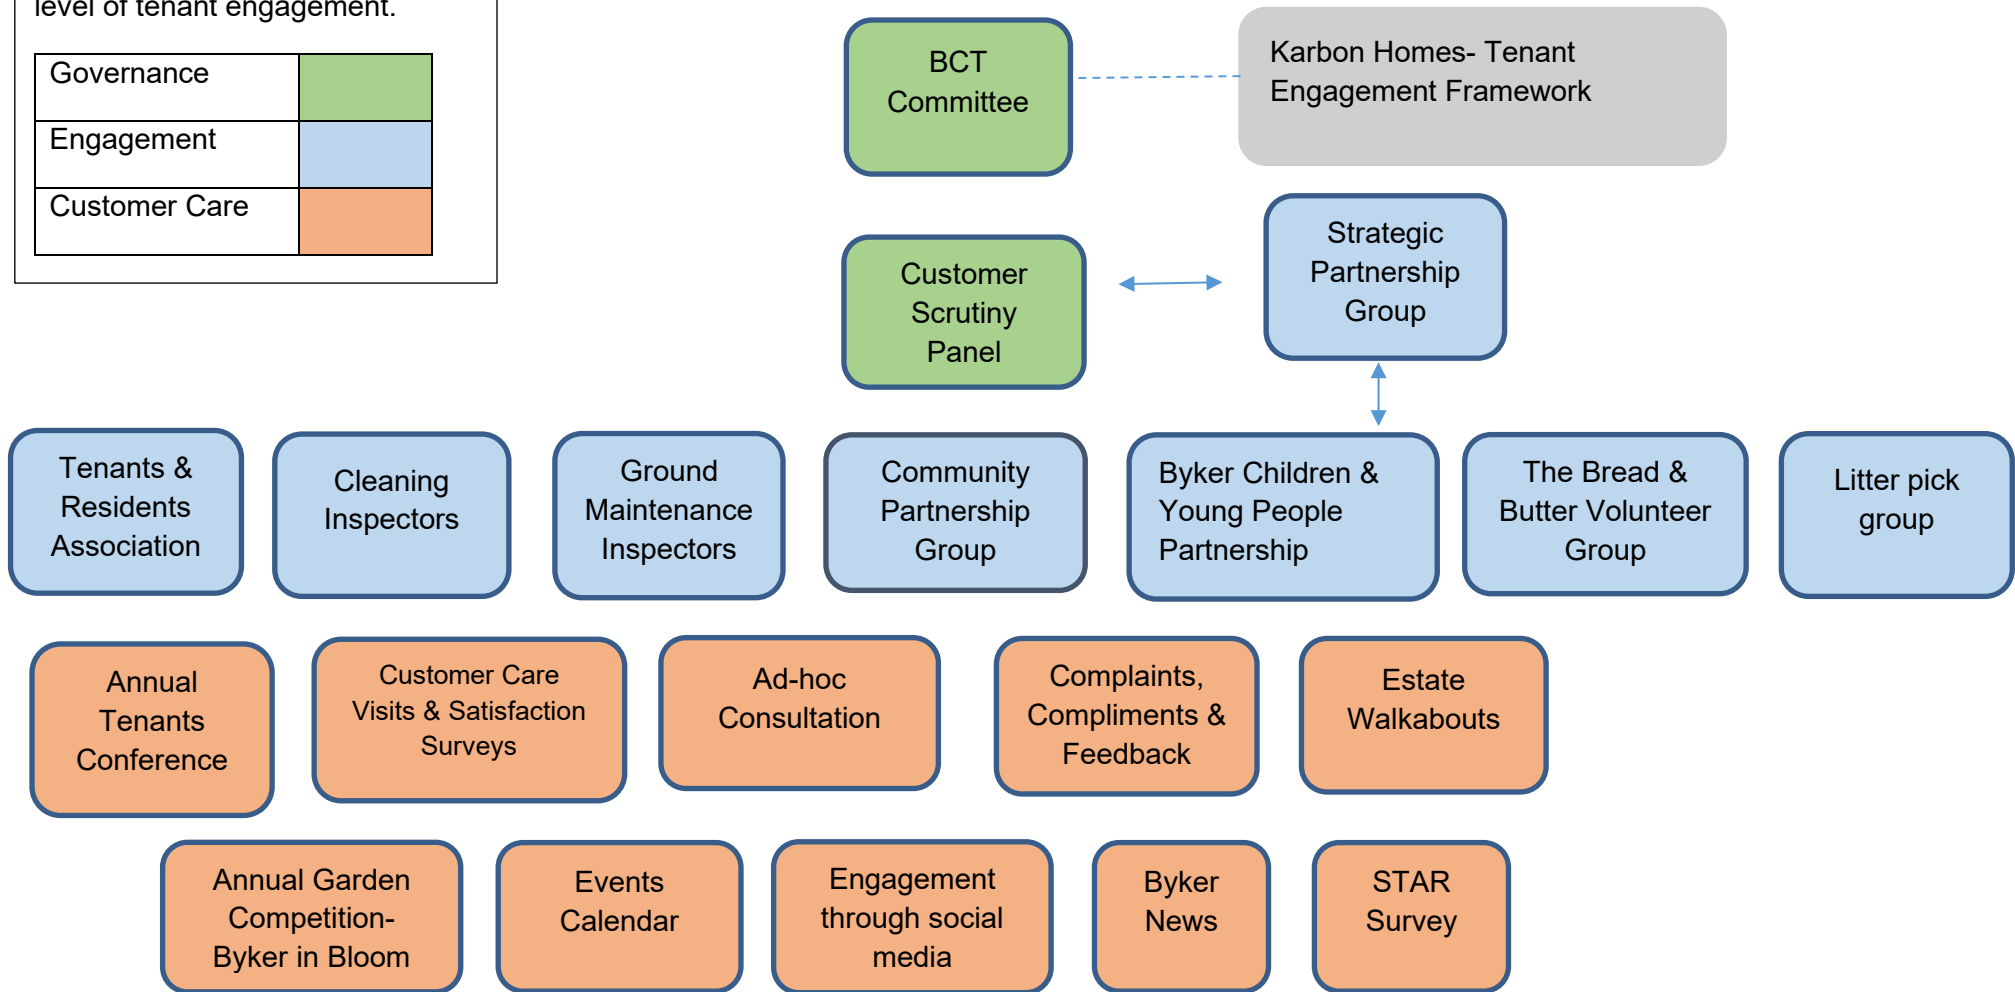 level of tenant engagement.
Governance
Engagement
Customer Care
BCT
Committee
Karbon Homes- Tenant
Engagement Framework
Customer
Scrutiny
Panel
Strategic
Partnership
Group
Tenants &
Residents
Association
Cleaning
Inspectors
Ground
Maintenance
Inspectors
Community
Partnership
Group
Byker Children &
Young People
Partnership
The Bread &
Butter Volunteer
Group
Litter pick
group
Annual
Tenants
Conference
Customer Care
Visits & Satisfaction
Surveys
Ad-hoc
Consultation
Complaints,
Compliments &
Feedback
Estate
Walkabouts
Annual Garden
Competition-
Byker in Bloom
Events
Calendar
Engagement
through social
media
Byker
News
STAR
Survey